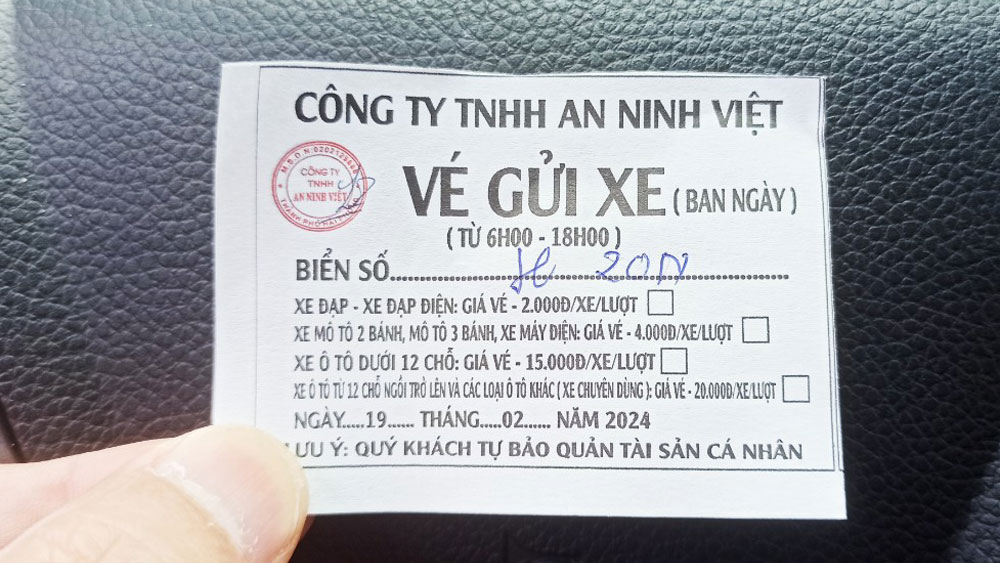 CÔNG TY TNHH AN NINH VIỆT
CÔNG TY
TNHH
AN NINH VIỆT
VÉ GỬI XE ( BAN NGÀY )
( TỪ 6H00 - 18H00 )
BIỂN SỐ.......... 20N
XE ĐẠP - XE ĐẠP ĐIỆN: GIÁ VÉ - 2.000Đ/XE/LƯỢT
XE MÔ TÔ 2 BÁNH, MÔ TÔ 3 BÁNH, XE MÁY ĐIỆN: GIÁ VÉ - 4.000Đ/XE/LƯỢT
XE Ô TÔ DƯỚI 12 CHỖ: GIÁ VÉ - 15.000Đ/XE/LƯỢT
XE Ô TÔ TỪ 12 CHỖ NGỒI TRỞ LÊN VÀ CÁC LOẠI Ô TÔ KHÁC ( XE CHUYÊN DÙNG ): GIÁ VÉ - 20.000Đ/XE/LƯỢT
NGÀY.....19...... THÁNG.....02...... NĂM 2024
LƯU Ý: QUÝ KHÁCH TỰ BẢO QUẢN TÀI SẢN CÁ NHÂN